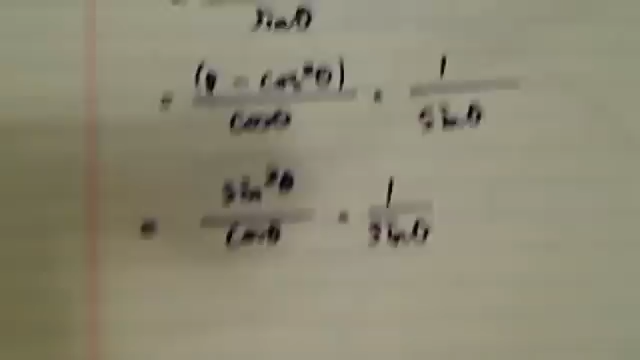 sinθ
= (1 - cos²θ)/cosθ · 1/sinθ
= sin²θ/cosθ · 1/sinθ